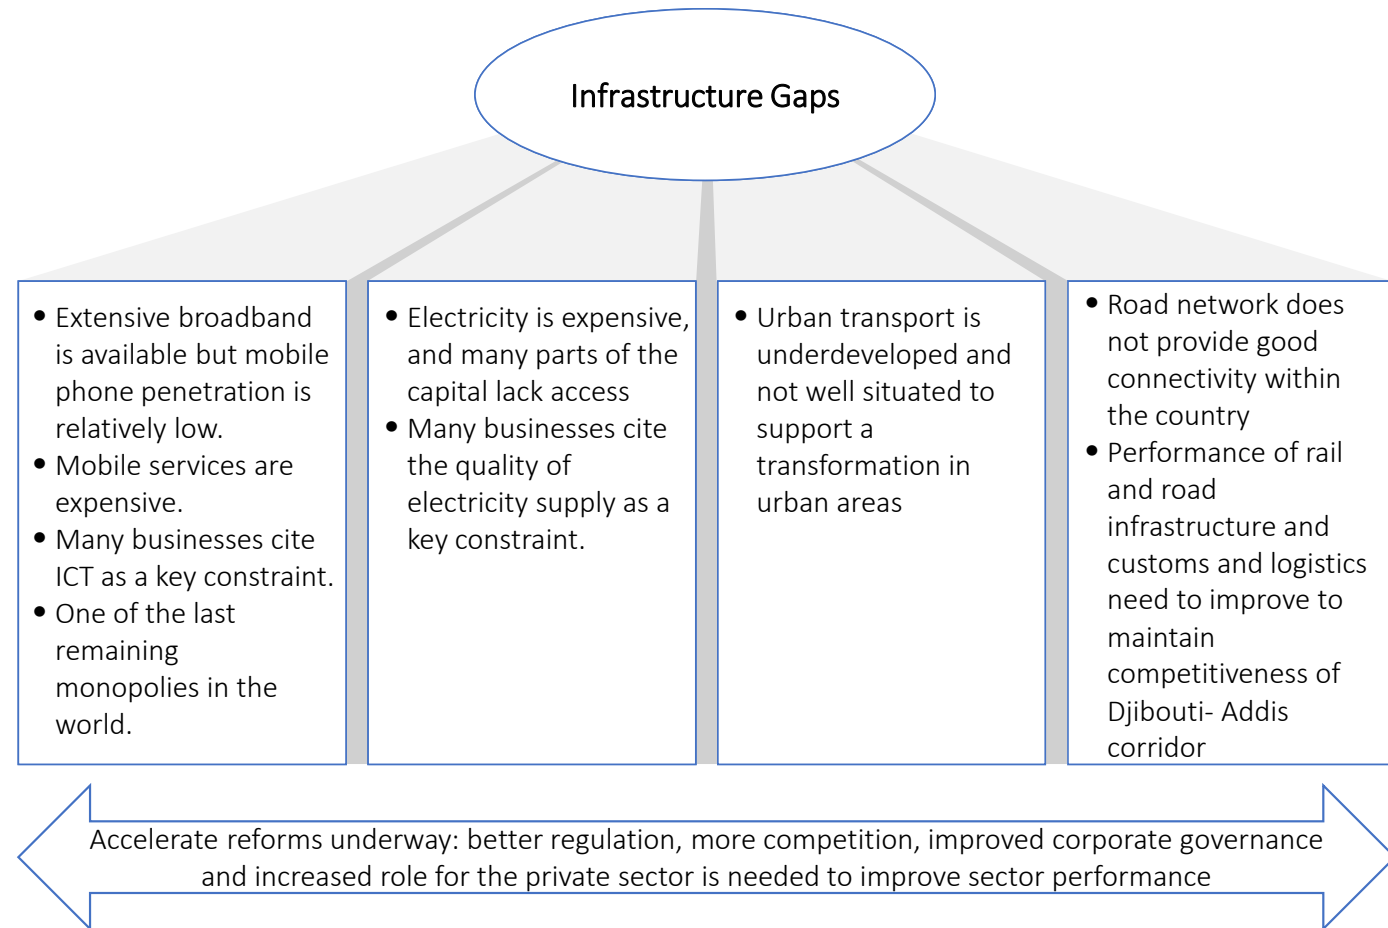 Infrastructure Gaps
• Extensive broadband
is available but mobile
phone penetration is
relatively low.
• Mobile services are
expensive.
• Many businesses cite
ICT as a key constraint.
• One of the last
remaining
monopolies in the
world.
• Electricity is expensive,
and many parts of the
capital lack access
• Many businesses cite
the quality of
electricity supply as a
key constraint.
• Urban transport is
underdeveloped and
not well situated to
support a
transformation in
urban areas
• Road network does
not provide good
connectivity within
the country
• Performance of rail
and road
infrastructure and
customs and logistics
need to improve to
maintain
competitiveness of
Djibouti- Addis
corridor
Accelerate reforms underway: better regulation, more competition, improved corporate governance
and increased role for the private sector is needed to improve sector performance